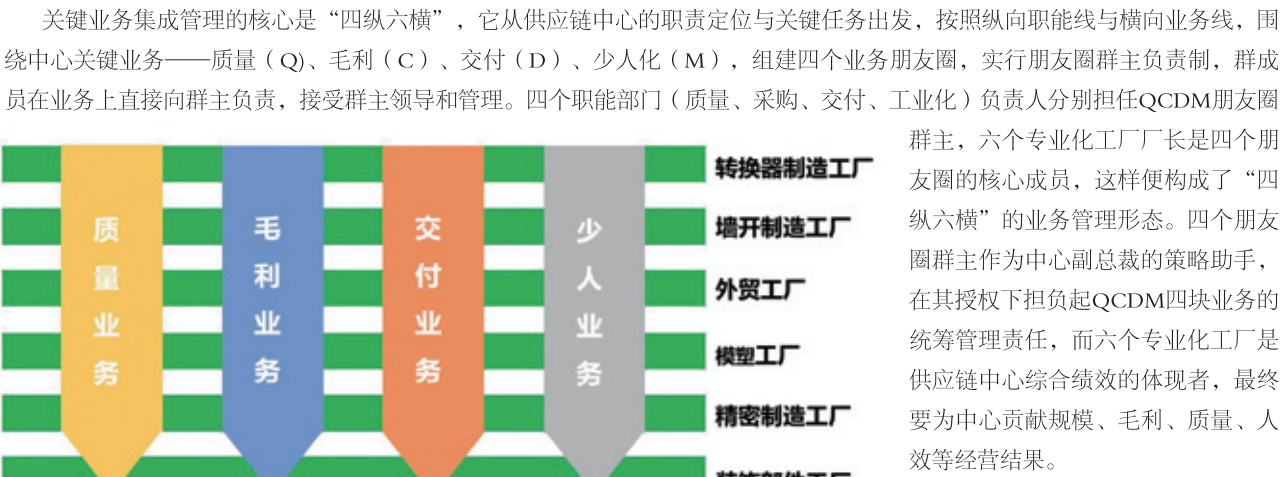 关键业务集成管理的核心是“四纵六横”，它从供应链中心的职责定位与关键任务出发，按照纵向职能线与横向业务线，围
绕中心关键业务——质量（Q)、毛利（C）、交付（D）、少人化（M），组建四个业务朋友圈，实行朋友圈群主负责制，群成
员在业务上直接向群主负责，接受群主领导和管理。四个职能部门（质量、采购、交付、工业化）负责人分别担任QCDM朋友圈
群主，六个专业化工厂厂长是四个朋
友圈的核心成员，这样便构成了“四
纵六横”的业务管理形态。四个朋友
圈群主作为中心副总裁的策略助手，
在其授权下担负起QCDM四块业务的
统筹管理责任，而六个专业化工厂是
供应链中心综合绩效的体现者，最终
要为中心贡献规模、毛利、质量、人
效等经营结果。
质量业务
毛利业务
交付业务
少人业务
转换器制造工厂
墙开制造工厂
外贸工厂
模塑工厂
精密制造工厂
装饰部件工厂